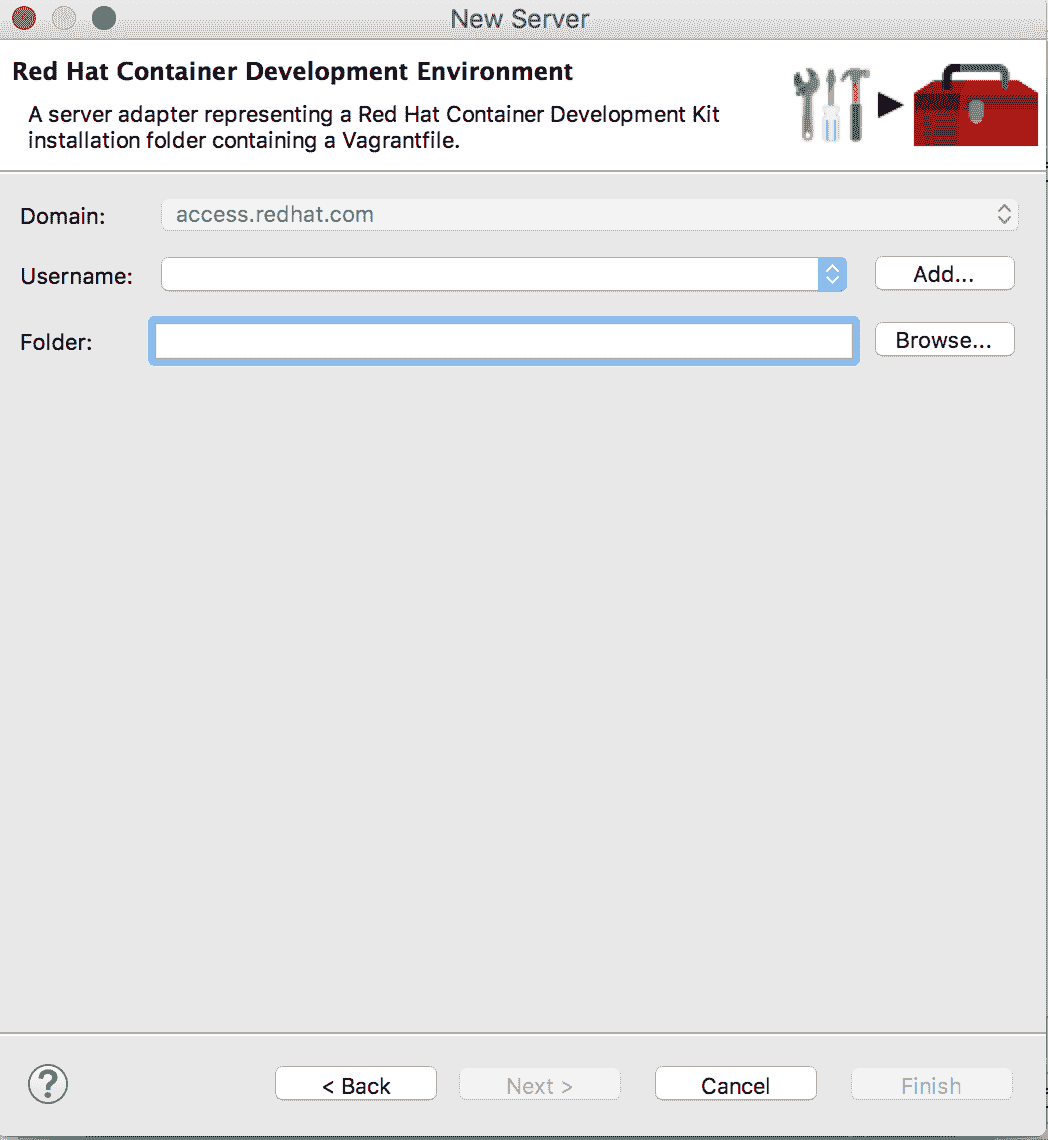 New Server
Red Hat Container Development Environment
A server adapter representing a Red Hat Container Development Kit
installation folder containing a Vagrantfile.
Domain: access.redhat.com
Username: Add...
Folder: Browse...
? < Back Next > Cancel Finish